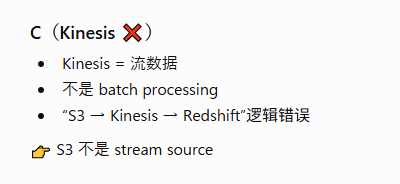 C（Kinesis ❌）
• Kinesis = 流数据
• 不是 batch processing
• “S3 → Kinesis → Redshift”逻辑错误
👉 S3 不是 stream source